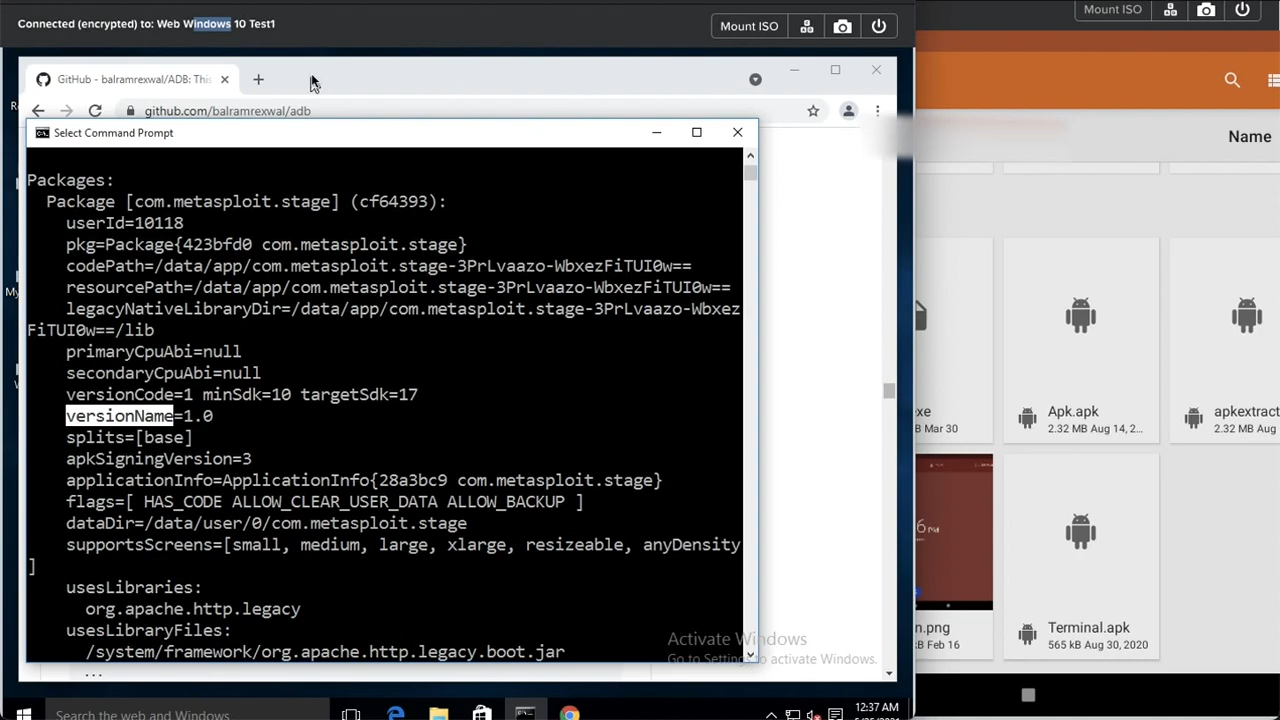 Connected (encrypted) to: Web Windows 10 Test1
Mount ISO
Mount ISO
GitHub - balramrexwal/ADB: This
github.com/balramrexwal/adb
Select Command Prompt
Name
Packages:
Package [com.metasploit.stage] (cf64393):
userId=10118
pkg=Package{423bfd0 com.metasploit.stage}
codePath=/data/app/com.metasploit.stage-3PrLvaazo-WbxezFiTUI0w==
resourcePath=/data/app/com.metasploit.stage-3PrLvaazo-WbxezFiTUI0w==
legacyNativeLibraryDir=/data/app/com.metasploit.stage-3PrLvaazo-Wbxez
FiTUI0w==/lib
primaryCpuAbi=null
secondaryCpuAbi=null
versionCode=1 minSdk=10 targetSdk=17
versionName=1.0
splits=[base]
apkSigningVersion=3
applicationInfo=ApplicationInfo{28a3bc9 com.metasploit.stage}
flags=[ HAS_CODE ALLOW_CLEAR_USER_DATA ALLOW_BACKUP ]
dataDir=/data/user/0/com.metasploit.stage
supportsScreens=[small, medium, large, xlarge, resizeable, anyDensity
]
usesLibraries:
org.apache.http.legacy
usesLibraryFiles:
/system/framework/org.apache.http.legacy.boot.jar
...
Activate Windows
Go to Settings to activate Windows.
exe
B Mar 30
Apk.apk
2.32 MB Aug 14, 2...
apkextract
2.32 MB Aug
n.png
kB Feb 16
Terminal.apk
565 kB Aug 30, 2020
Search the web and Windows
12:37 AM